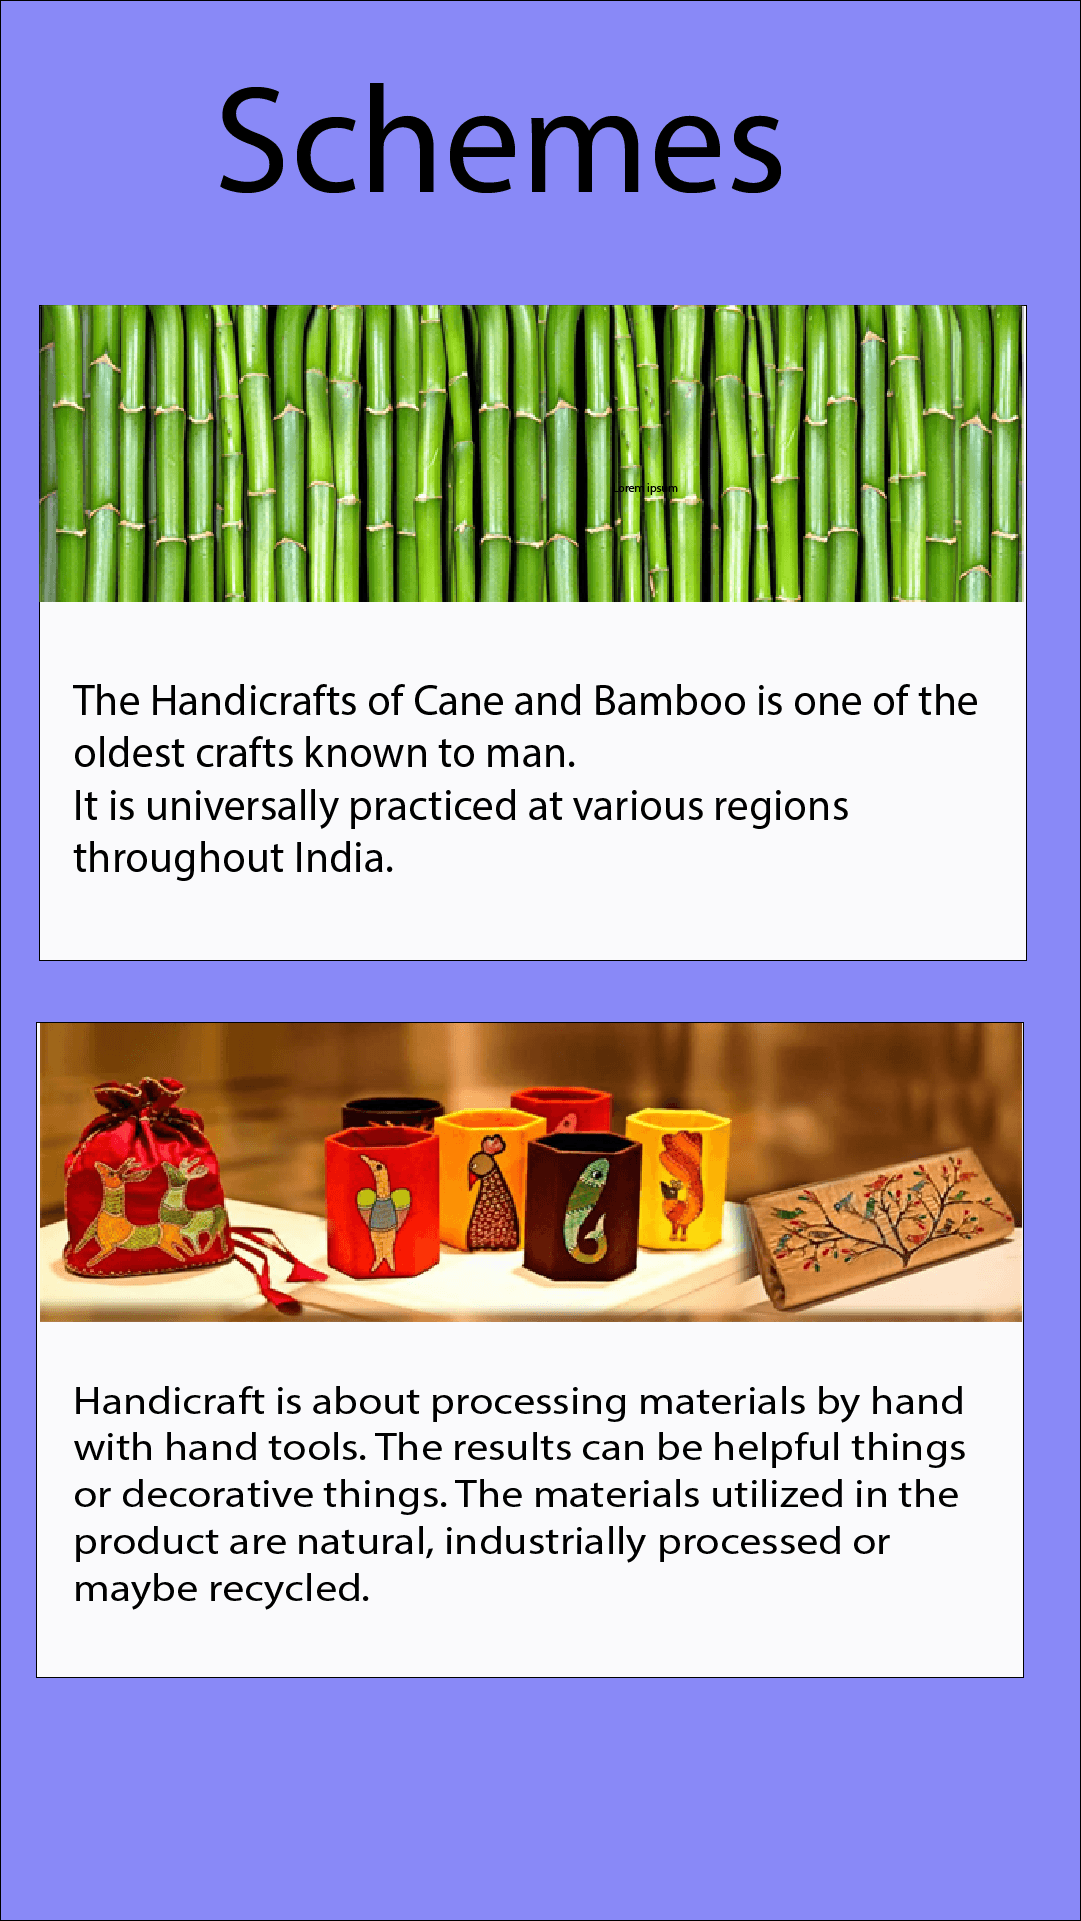 Schemes
Lorem ipsum
The Handicrafts of Cane and Bamboo is one of the
oldest crafts known to man.
It is universally practiced at various regions
throughout India.
Handicraft is about processing materials by hand
with hand tools. The results can be helpful things
or decorative things. The materials utilized in the
product are natural, industrially processed or
maybe recycled.